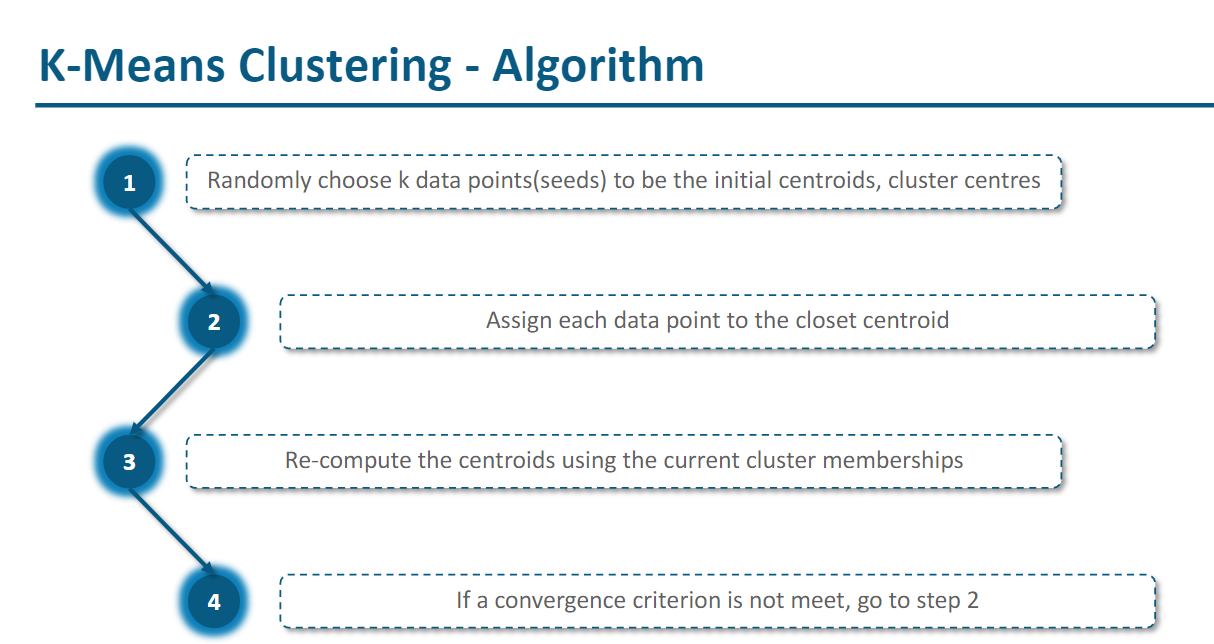 K-Means Clustering - Algorithm
1
Randomly choose k data points(seeds) to be the initial centroids, cluster centres
2
Assign each data point to the closet centroid
3
Re-compute the centroids using the current cluster memberships
4
If a convergence criterion is not meet, go to step 2